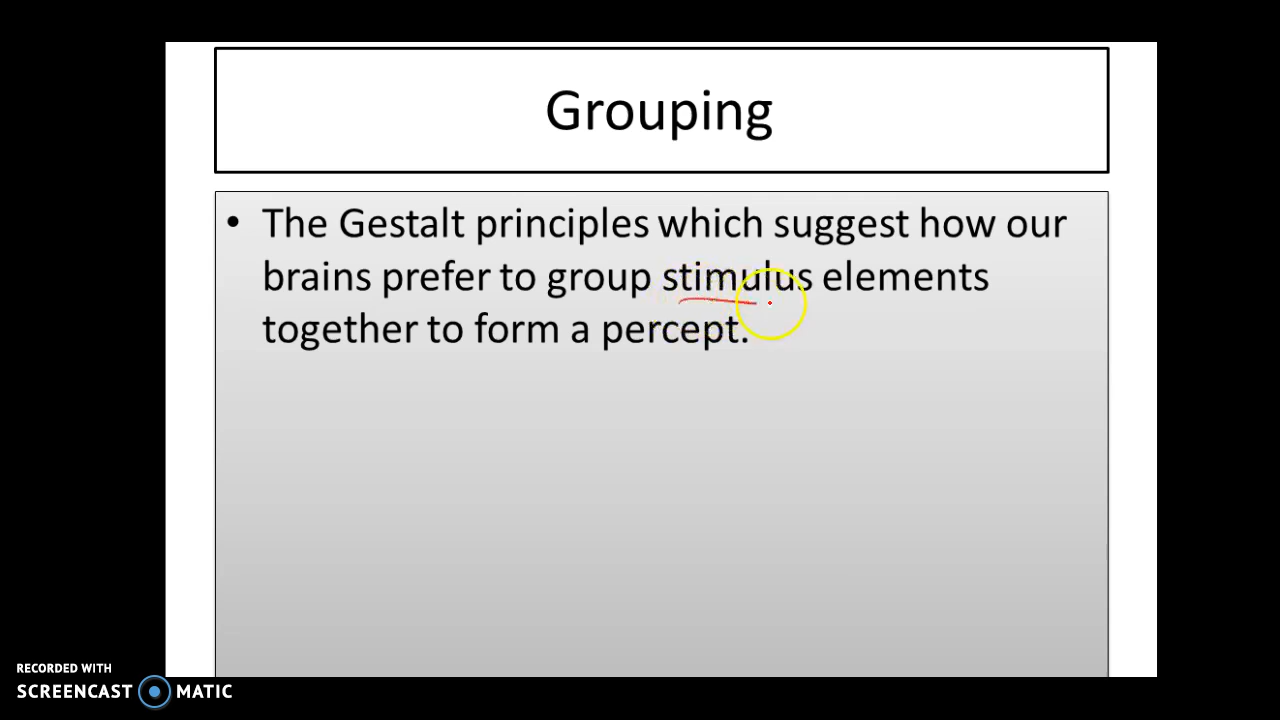 Grouping
• The Gestalt principles which suggest how our
brains prefer to group stimulus elements
together to form a percept.
RECORDED WITH
SCREENCAST MATIC